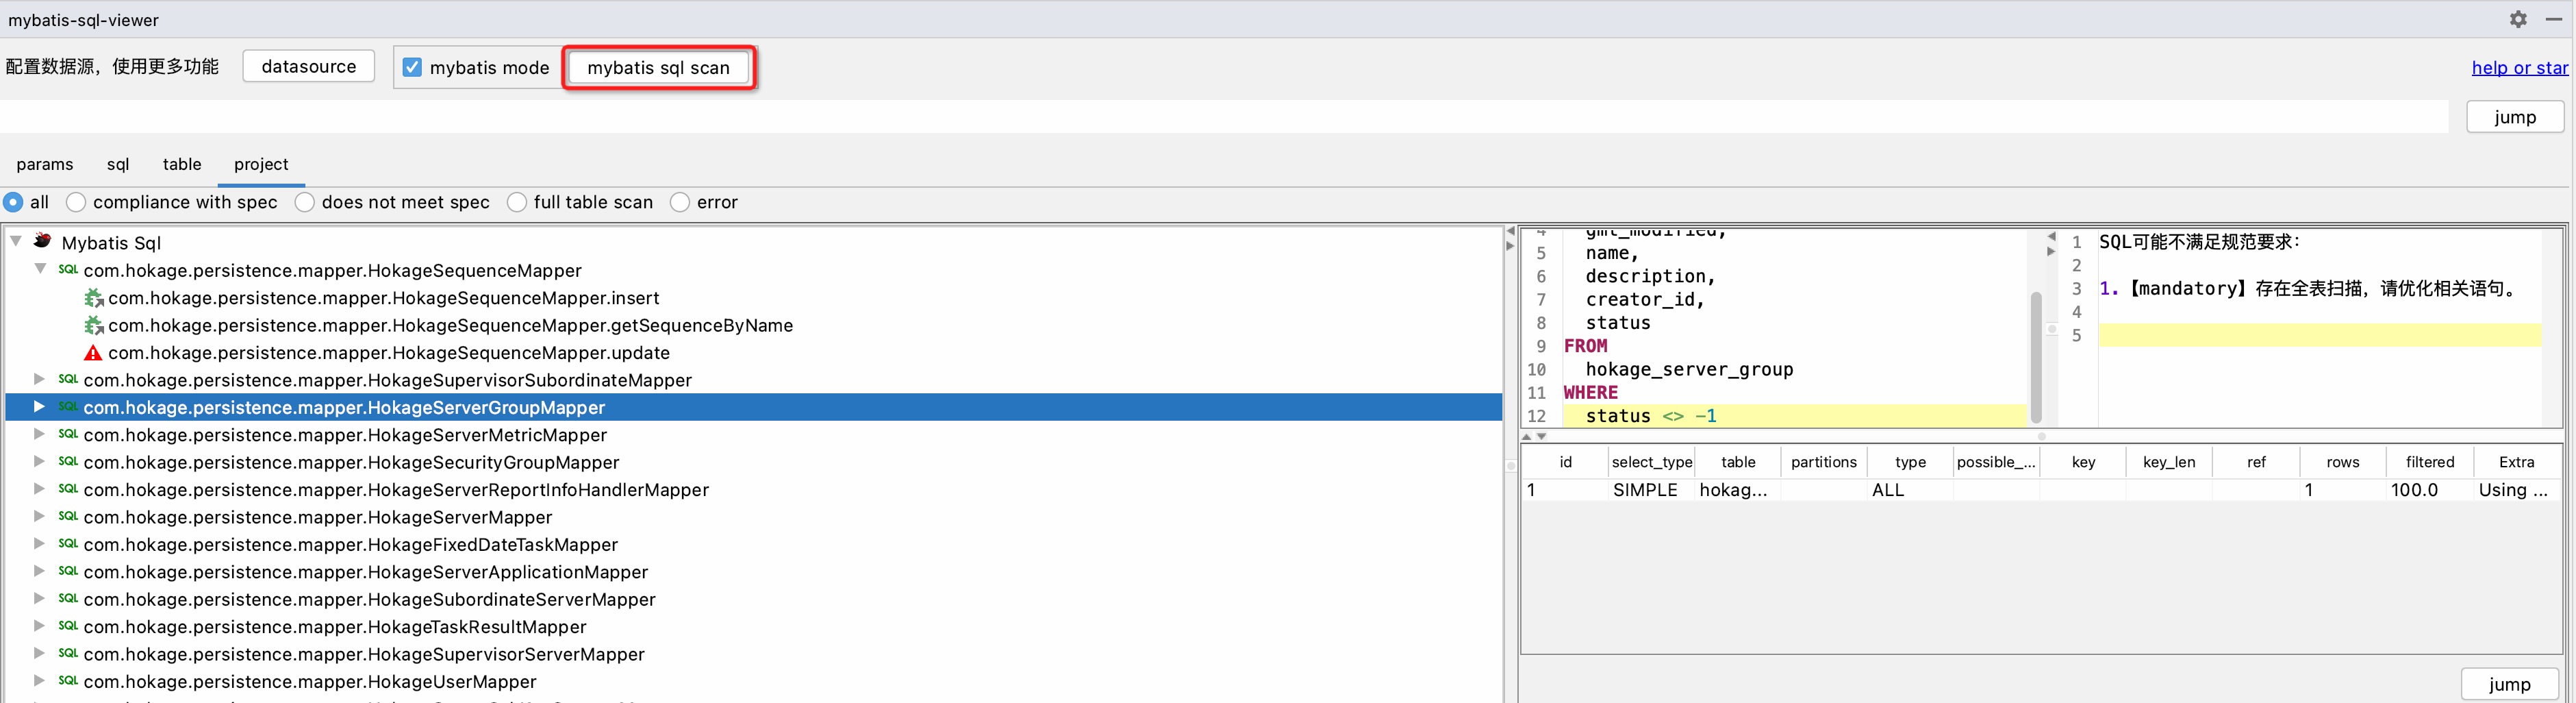 mybatis-sql-viewer
配置数据源，使用更多功能 datasource mybatis mode mybatis sql scan help or star
jump
params sql table project
all compliance with spec does not meet spec full table scan error
Mybatis Sql
SQL com.hokage.persistence.mapper.HokageSequenceMapper
com.hokage.persistence.mapper.HokageSequenceMapper.insert
com.hokage.persistence.mapper.HokageSequenceMapper.getSequenceByName
com.hokage.persistence.mapper.HokageSequenceMapper.update
SQL com.hokage.persistence.mapper.HokageSupervisorSubordinateMapper
SQL com.hokage.persistence.mapper.HokageServerGroupMapper
SQL com.hokage.persistence.mapper.HokageServerMetricMapper
SQL com.hokage.persistence.mapper.HokageSecurityGroupMapper
SQL com.hokage.persistence.mapper.HokageServerReportInfoHandlerMapper
SQL com.hokage.persistence.mapper.HokageServerMapper
SQL com.hokage.persistence.mapper.HokageFixedDateTaskMapper
SQL com.hokage.persistence.mapper.HokageServerApplicationMapper
SQL com.hokage.persistence.mapper.HokageSubordinateServerMapper
SQL com.hokage.persistence.mapper.HokageTaskResultMapper
SQL com.hokage.persistence.mapper.HokageSupervisorServerMapper
SQL com.hokage.persistence.mapper.HokageUserMapper
4 gmt_modified,
5 name,
6 description,
7 creator_id,
8 status
9 FROM
10 hokage_server_group
11 WHERE
12 status <> -1
1 SQL可能不满足规范要求：
2
3 1.【mandatory】存在全表扫描，请优化相关语句。
4
5
id select_type table partitions type possible_... key key_len ref rows filtered Extra
1 SIMPLE hokag... ALL 1 100.0 Using ...
jump